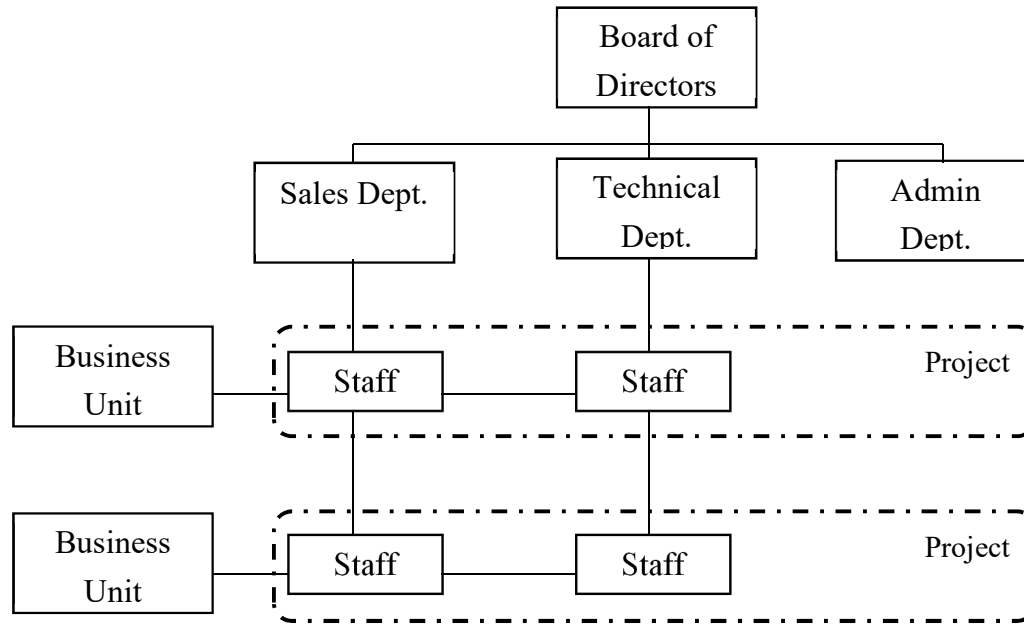 Board of
Directors
Sales Dept.
Technical
Dept.
Admin
Dept.
Business
Unit
Staff
Staff
Project
Business
Unit
Staff
Staff
Project